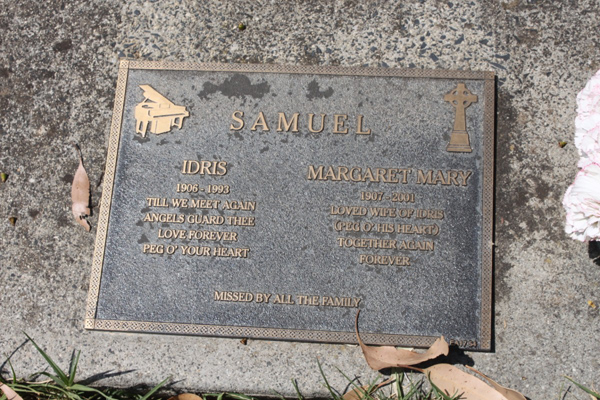 SAMUEL
IDRIS
1906 - 1993
TILL WE MEET AGAIN
ANGELS GUARD THEE
LOVE FOREVER
PEG O' YOUR HEART
MARGARET MARY
1907 - 2001
LOVED WIFE OF IDRIS
(PEG O' HIS HEART)
TOGETHER AGAIN
FOREVER
MISSED BY ALL THE FAMILY